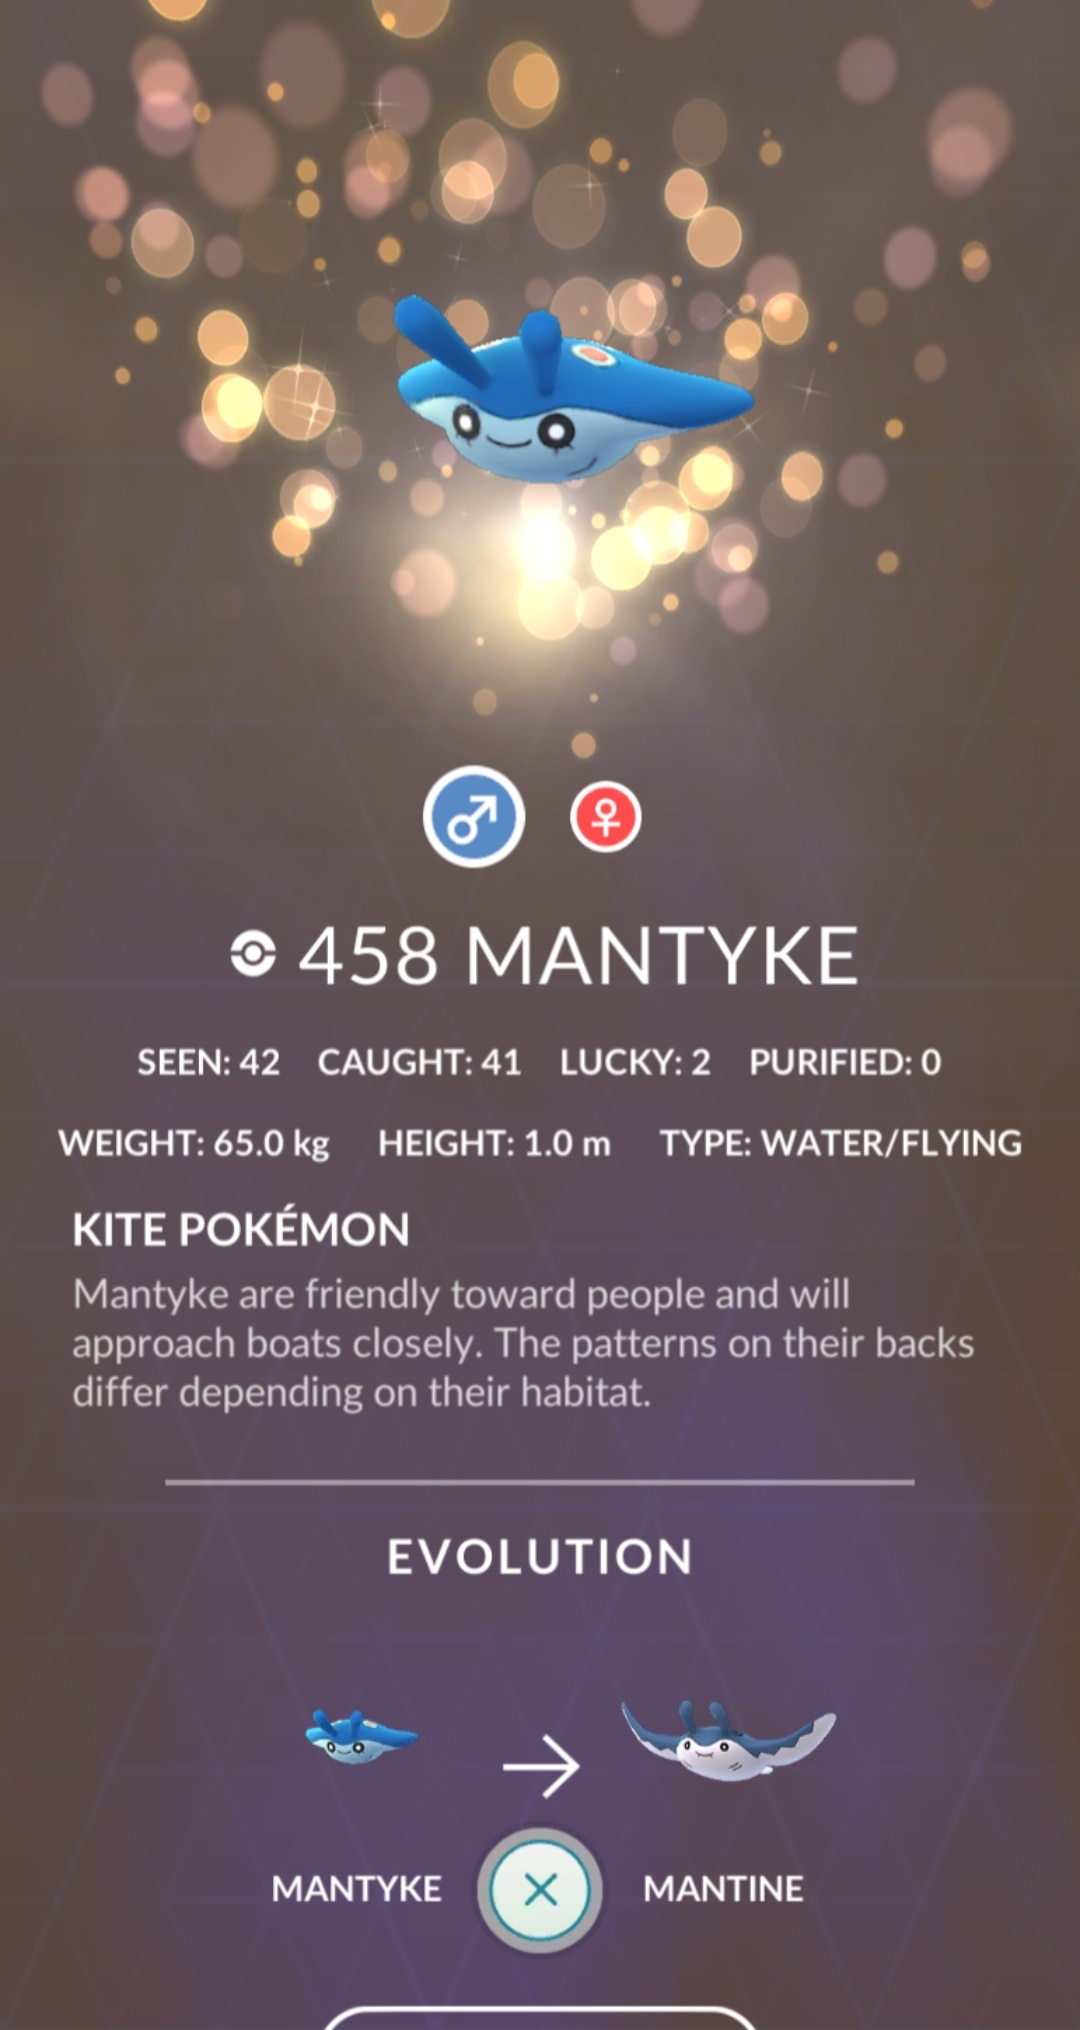 458 MANTYKE
SEEN: 42 CAUGHT: 41 LUCKY: 2 PURIFIED: 0
WEIGHT: 65.0 kg HEIGHT: 1.0 m TYPE: WATER/FLYING
KITE POKÉMON
Mantyke are friendly toward people and will
approach boats closely. The patterns on their backs
differ depending on their habitat.
EVOLUTION
MANTYKE MANTINE